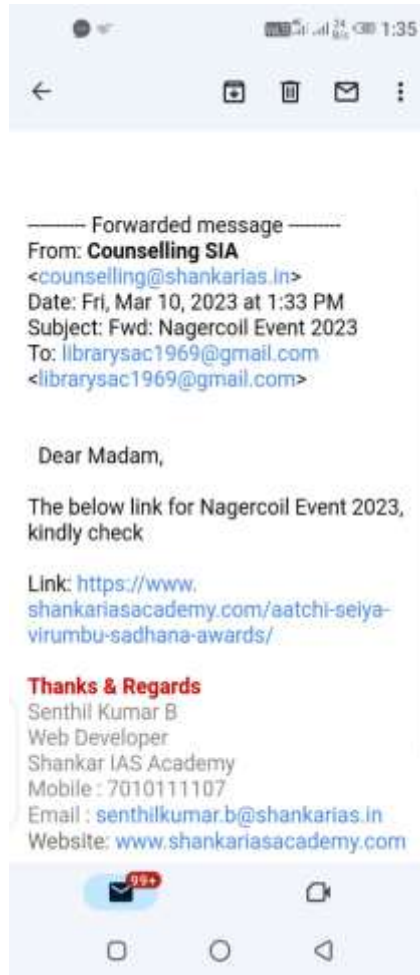 1:35
---------- Forwarded message ---------
From: Counselling SIA
<counselling@shankarias.in>
Date: Fri, Mar 10, 2023 at 1:33 PM
Subject: Fwd: Nagercoil Event 2023
To: librarysac1969@gmail.com
<librarysac1969@gmail.com>
Dear Madam,
The below link for Nagercoil Event 2023,
kindly check
Link: https://www.
shankariasacademy.com/aatchi-seiya-
virumbu-sadhana-awards/
Thanks & Regards
Senthil Kumar B
Web Developer
Shankar IAS Academy
Mobile : 7010111107
Email : senthilkumar.b@shankarias.in
Website: www.shankariasacademy.com
99+